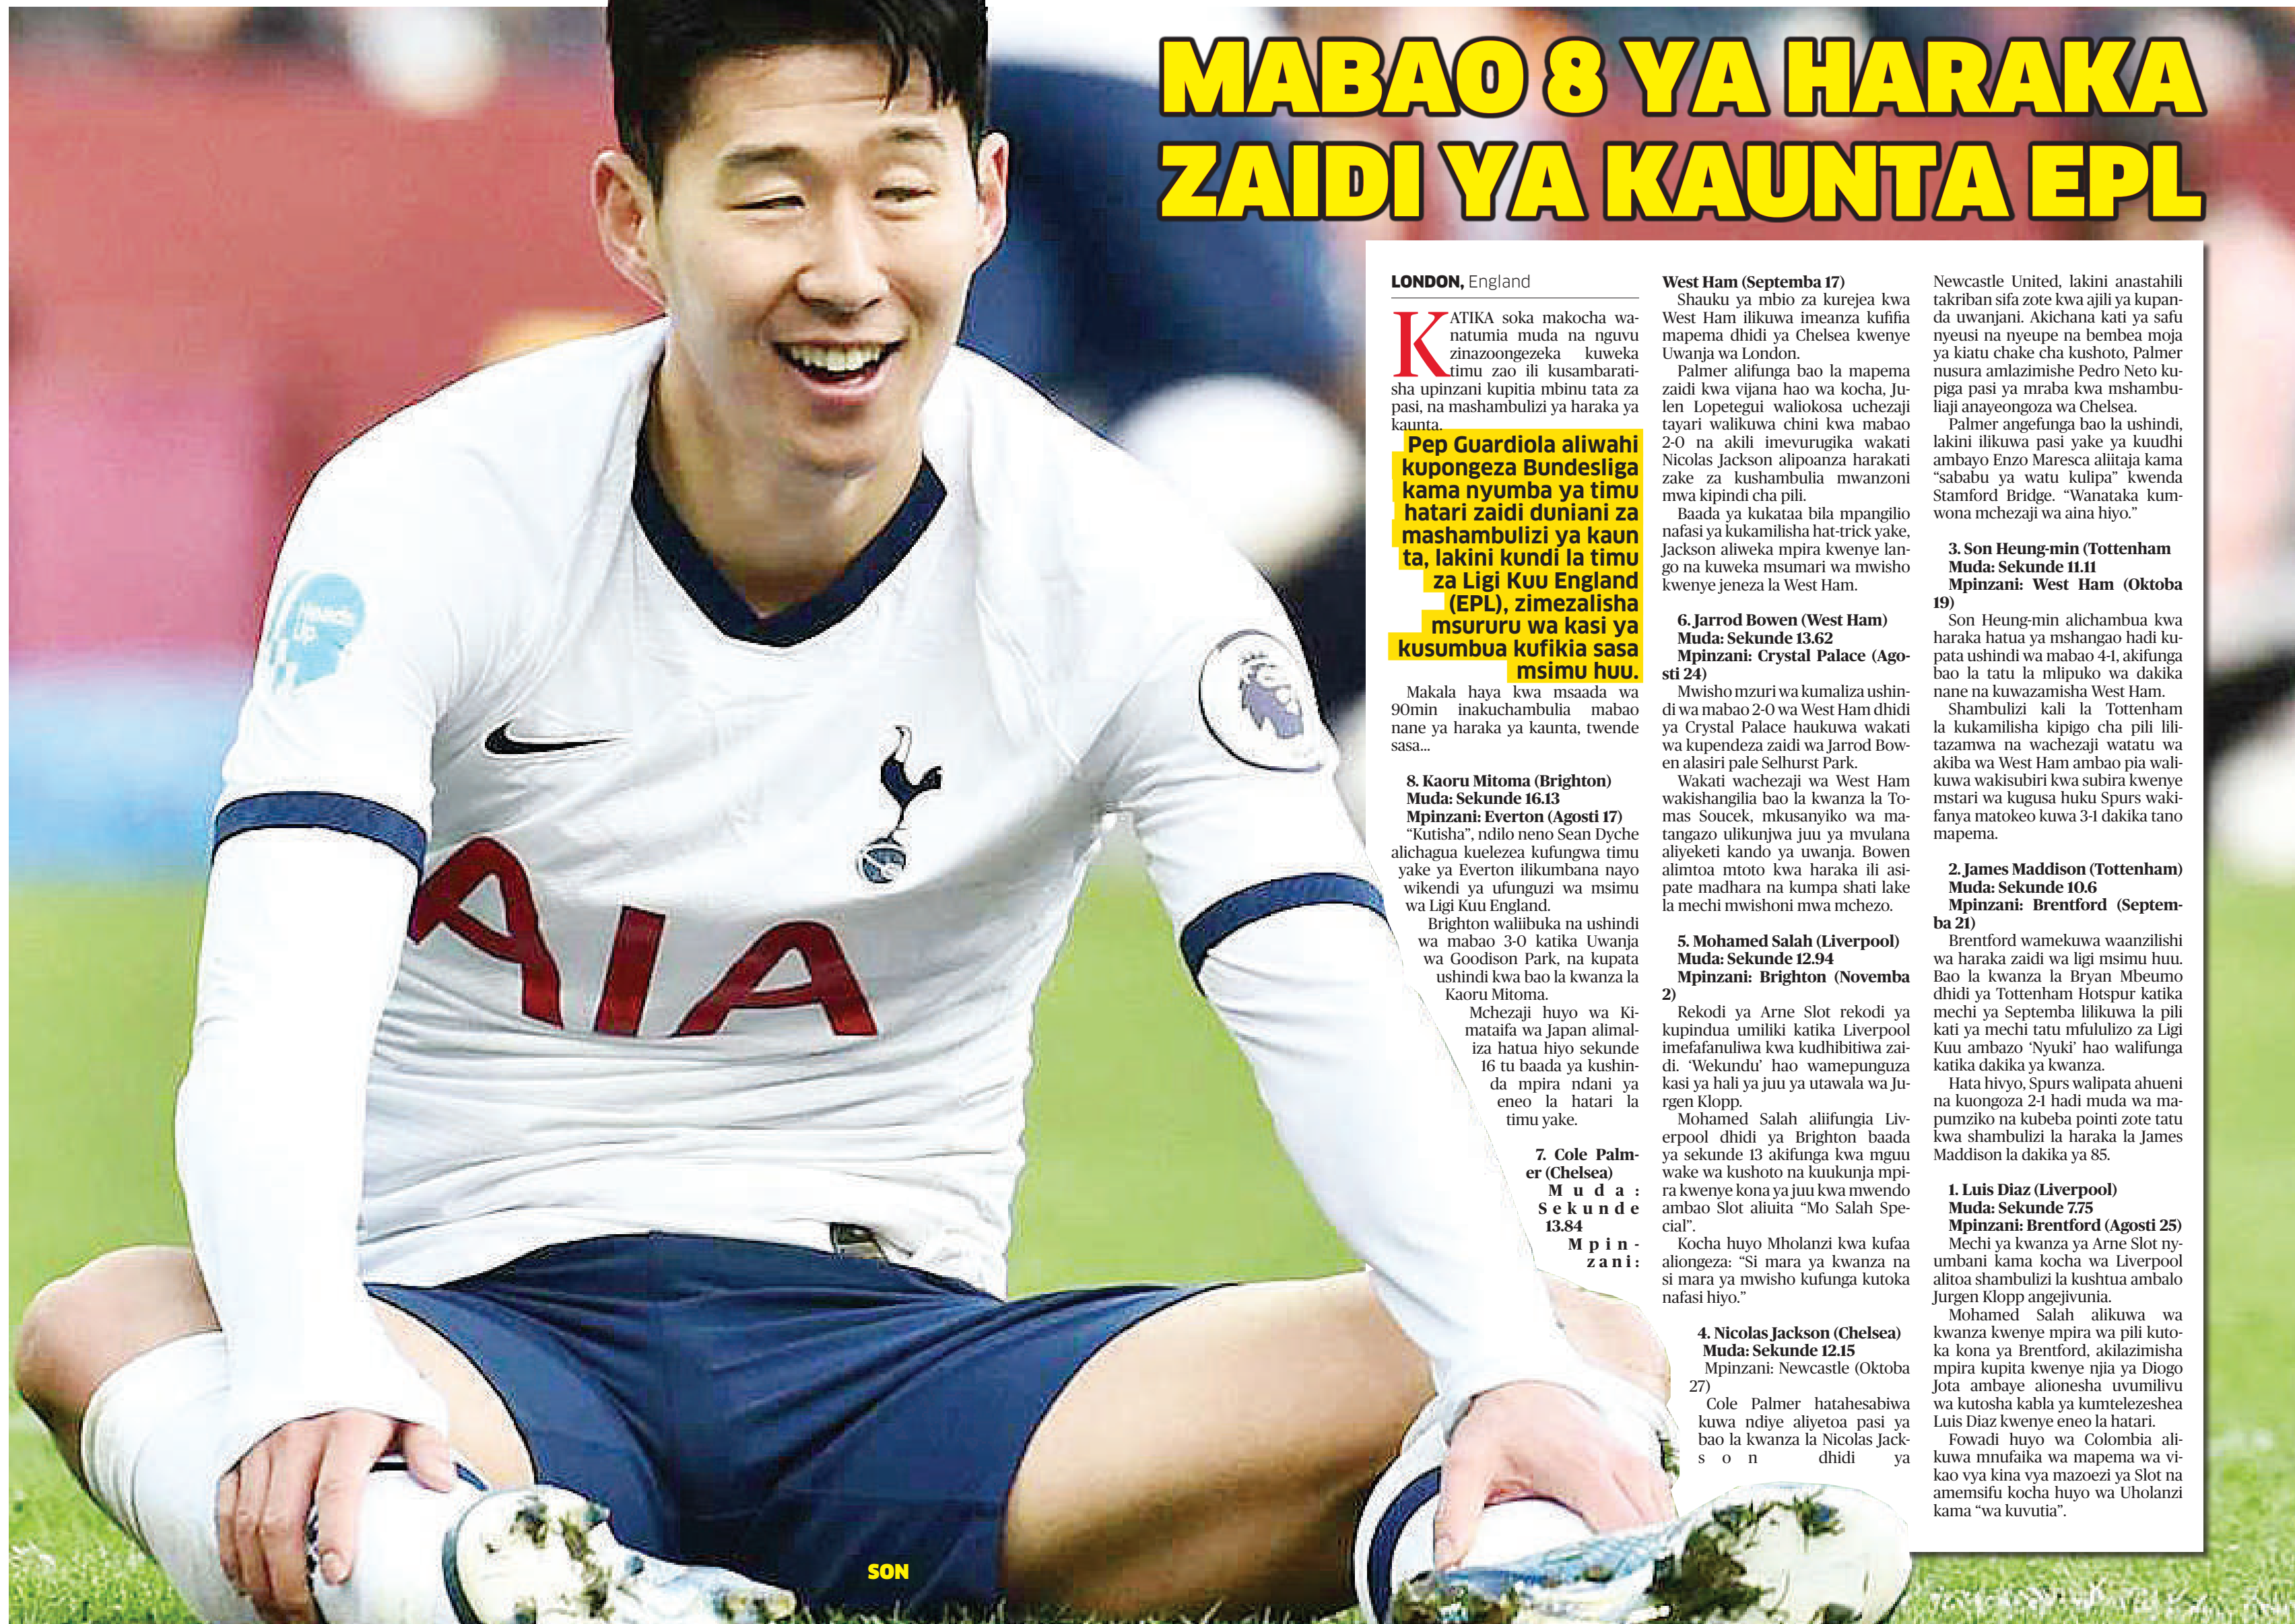 MABAO 8 YA HARAKA
ZAIDI YA KAUNTA EPL
LONDON, England
KATIKA soka makocha wa-
natumia muda na nguvu
zinazoongezeka kuweka
timu zao ili kusambarati-
sha upinzani kupitia mbinu tata za
pasi, na mashambulizi ya haraka ya
kaunta.
Pep Guardiola aliwahi
kupongeza Bundesliga
kama nyumba ya timu
hatari zaidi duniani za
mashambulizi ya kaun
ta, lakini kundi la timu
za Ligi Kuu England
(EPL), zimezalisha
msururu wa kasi ya
kusumbua kufikia sasa
msimu huu.
Makala haya kwa msaada wa
90min inakuchambulia mabao
nane ya haraka ya kaunta, twende
sasa...
8. Kaoru Mitoma (Brighton)
Muda: Sekunde 16.13
Mpinzani: Everton (Agosti 17)
“Kutisha”, ndilo neno Sean Dyche
alichagua kuelezea kufungwa timu
yake ya Everton ilikumbana nayo
wikendi ya ufunguzi wa msimu
wa Ligi Kuu England.
Brighton waliibuka na ushindi
wa mabao 3-0 katika Uwanja
wa Goodison Park, na kupata
ushindi kwa bao la kwanza la
Kaoru Mitoma.
Mchezaji huyo wa Ki-
mataifa wa Japan alimal-
iza hatua hiyo sekunde
16 tu baada ya kushin-
da mpira ndani ya
eneo la hatari la
timu yake.
7. Cole Palm-
er (Chelsea)
Muda:
Sekunde
13.84
Mpin-
zani:
West Ham (Septemba 17)
Shauku ya mbio za kurejea kwa
West Ham ilikuwa imeanza kufifia
mapema dhidi ya Chelsea kwenye
Uwanja wa London.
Palmer alifunga bao la mapema
zaidi kwa vijana hao wa kocha, Ju-
len Lopetegui waliokosa uchezaji
tayari walikuwa chini kwa mabao
2-0 na akili imevurugika wakati
Nicolas Jackson alipoanza harakati
zake za kushambulia mwanzoni
mwa kipindi cha pili.
Baada ya kukataa bila mpangilio
nafasi ya kukamilisha hat-trick yake,
Jackson aliweka mpira kwenye lan-
go na kuweka msumari wa mwisho
kwenye jeneza la West Ham.
6. Jarrod Bowen (West Ham)
Muda: Sekunde 13.62
Mpinzani: Crystal Palace (Ago-
sti 24)
Mwisho mzuri wa kumaliza ushin-
di wa mabao 2-0 wa West Ham dhidi
ya Crystal Palace haukuwa wakati
wa kupendeza zaidi wa Jarrod Bow-
en alasiri pale Selhurst Park.
Wakati wachezaji wa West Ham
wakishangilia bao la kwanza la To-
mas Soucek, mkusanyiko wa ma-
tangazo ulikunjwa juu ya mvulana
aliyeketi kando ya uwanja. Bowen
alimtoa mtoto kwa haraka ili asi-
pate madhara na kumpa shati lake
la mechi mwishoni mwa mchezo.
5. Mohamed Salah (Liverpool)
Muda: Sekunde 12.94
Mpinzani: Brighton (Novemba
2)
Rekodi ya Arne Slot rekodi ya
kupindua umiliki katika Liverpool
imefafanuliwa kwa kudhibitiwa zai-
di. ‘Wekundu’ hao wamepunguza
kasi ya hali ya juu ya utawala wa Ju-
rgen Klopp.
Mohamed Salah aliifungia Liv-
erpool dhidi ya Brighton baada
ya sekunde 13 akifunga kwa mguu
wake wa kushoto na kuukunja mpi-
ra kwenye kona ya juu kwa mwendo
ambao Slot aliuita “Mo Salah Spe-
cial”.
Kocha huyo Mholanzi kwa kufaa
aliongeza: “Si mara ya kwanza na
si mara ya mwisho kufunga kutoka
nafasi hiyo.”
4. Nicolas Jackson (Chelsea)
Muda: Sekunde 12.15
Mpinzani: Newcastle (Oktoba
27)
Cole Palmer hatahesabiwa
kuwa ndiye aliyetoa pasi ya
bao la kwanza la Nicolas Jack-
son dhidi ya
Newcastle United, lakini anastahili
takriban sifa zote kwa ajili ya kupan-
da uwanjani. Akichana kati ya safu
nyeusi na nyeupe na bembea moja
ya kiatu chake cha kushoto, Palmer
nusura amlazimishe Pedro Neto ku-
piga pasi ya mraba kwa mshambu-
liaji anayeongoza wa Chelsea.
Palmer angefunga bao la ushindi,
lakini ilikuwa pasi yake ya kuudhi
ambayo Enzo Maresca aliitaja kama
“sababu ya watu kulipa” kwenda
Stamford Bridge. “Wanataka kum-
wona mchezaji wa aina hiyo.”
3. Son Heung-min (Tottenham
Muda: Sekunde 11.11
Mpinzani: West Ham (Oktoba
19)
Son Heung-min alichambua kwa
haraka hatua ya mshangao hadi ku-
pata ushindi wa mabao 4-1, akifunga
bao la tatu la mlipuko wa dakika
nane na kuwazamisha West Ham.
Shambulizi kali la Tottenham
la kukamilisha kipigo cha pili lili-
tazamwa na wachezaji watatu wa
akiba wa West Ham ambao pia wali-
kuwa wakisubiri kwa subira kwenye
mstari wa kugusa huku Spurs waki-
fanya matokeo kuwa 3-1 dakika tano
mapema.
2. James Maddison (Tottenham)
Muda: Sekunde 10.6
Mpinzani: Brentford (Septem-
ba 21)
Brentford wamekuwa waanzilishi
wa haraka zaidi wa ligi msimu huu.
Bao la kwanza la Bryan Mbeumo
dhidi ya Tottenham Hotspur katika
mechi ya Septemba lilikuwa la pili
kati ya mechi tatu mfululizo za Ligi
Kuu ambazo ‘Nyuki’ hao walifunga
katika dakika ya kwanza.
Hata hivyo, Spurs walipata ahueni
na kuongoza 2-1 hadi muda wa ma-
pumziko na kubeba pointi zote tatu
kwa shambulizi la haraka la James
Maddison la dakika ya 85.
1. Luis Diaz (Liverpool)
Muda: Sekunde 7.75
Mpinzani: Brentford (Agosti 25)
Mechi ya kwanza ya Arne Slot ny-
umbani kama kocha wa Liverpool
alitoa shambulizi la kushtua ambalo
Jurgen Klopp angejivunia.
Mohamed Salah alikuwa wa
kwanza kwenye mpira wa pili kuto-
ka kona ya Brentford, akilazimisha
mpira kupita kwenye njia ya Diogo
Jota ambaye alionesha uvumilivu
wa kutosha kabla ya kumtelezeshea
Luis Diaz kwenye eneo la hatari.
Fowadi huyo wa Colombia ali-
kuwa mnufaika wa mapema wa vi-
kao vya kina vya mazoezi ya Slot na
amemsifu kocha huyo wa Uholanzi
kama “wa kuvutia”.
Heads
Up
AIA
SON